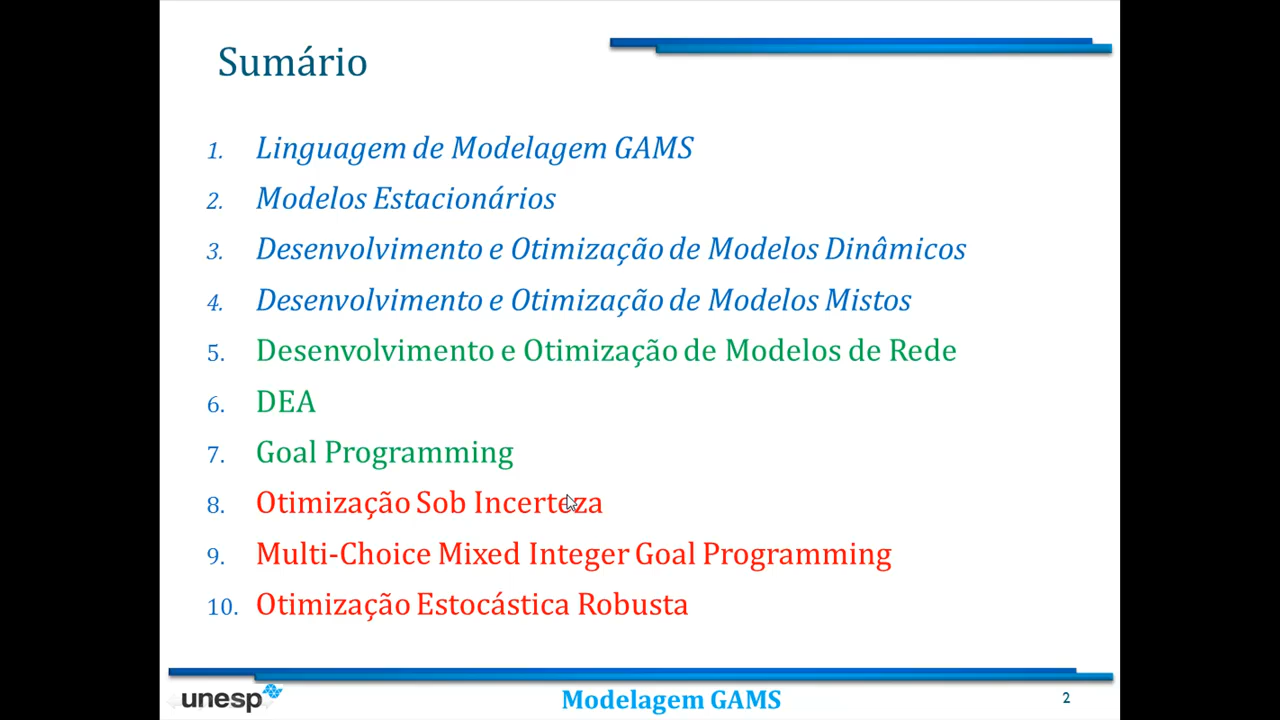 Sumário
1. Linguagem de Modelagem GAMS
2. Modelos Estacionários
3. Desenvolvimento e Otimização de Modelos Dinâmicos
4. Desenvolvimento e Otimização de Modelos Mistos
5. Desenvolvimento e Otimização de Modelos de Rede
6. DEA
7. Goal Programming
8. Otimização Sob Incerteza
9. Multi-Choice Mixed Integer Goal Programming
10. Otimização Estocástica Robusta
unesp Modelagem GAMS 2